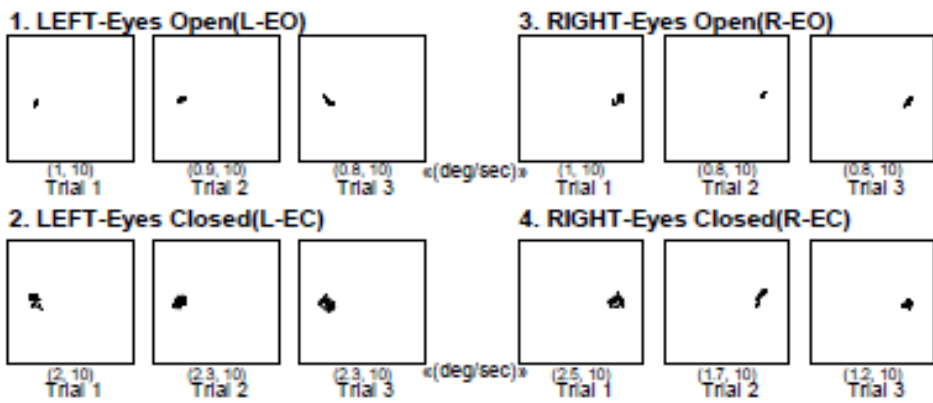 1. LEFT-Eyes Open(L-EO) 3. RIGHT-Eyes Open(R-EO)
(1, 10) (0.9, 10) (0.8, 10) «(deg/sec)» (1, 10) (0.8, 10) (0.8, 10)
Trial 1 Trial 2 Trial 3 Trial 1 Trial 2 Trial 3
2. LEFT-Eyes Closed(L-EC) 4. RIGHT-Eyes Closed(R-EC)
(2, 10) (2.3, 10) (2.3, 10) «(deg/sec)» (2.5, 10) (1.7, 10) (1.2, 10)
Trial 1 Trial 2 Trial 3 Trial 1 Trial 2 Trial 3